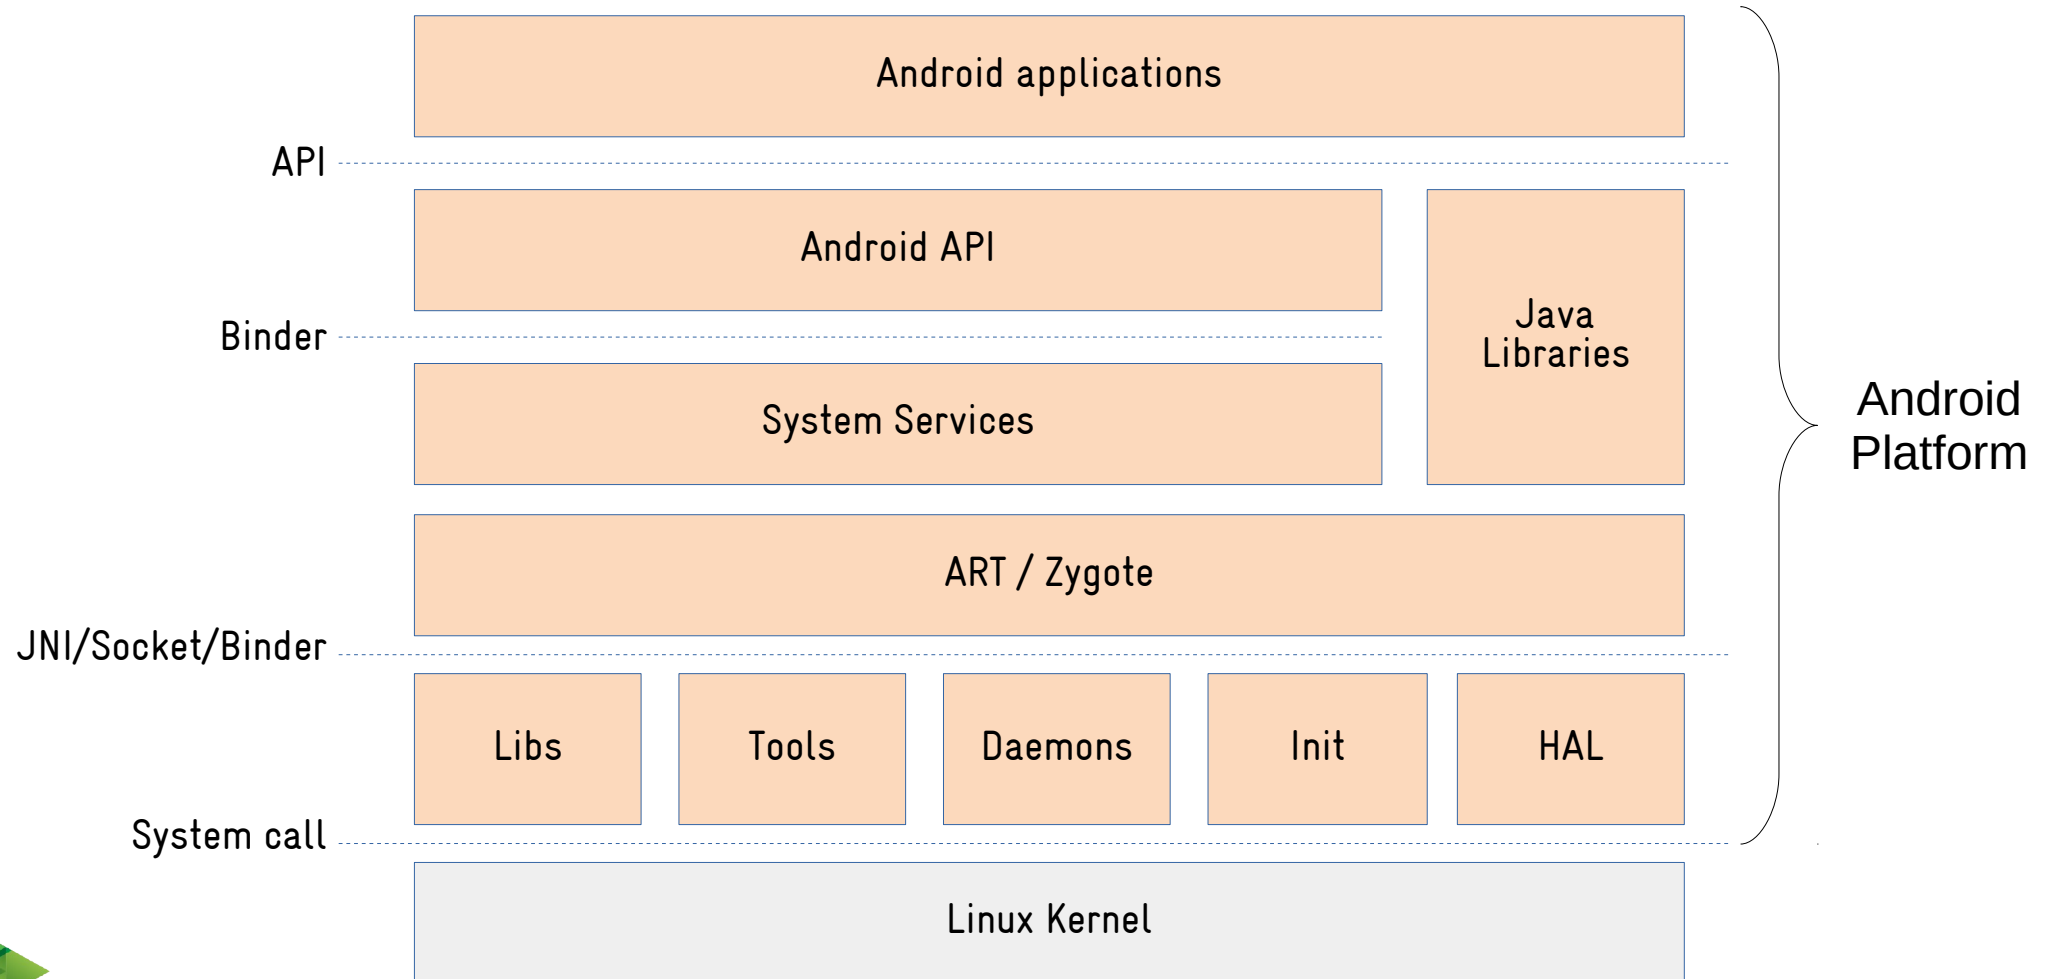 Android applications
API
Android API
Java
Libraries
Binder
System Services
Android
Platform
ART / Zygote
JNI/Socket/Binder
Libs
Tools
Daemons
Init
HAL
System call
Linux Kernel